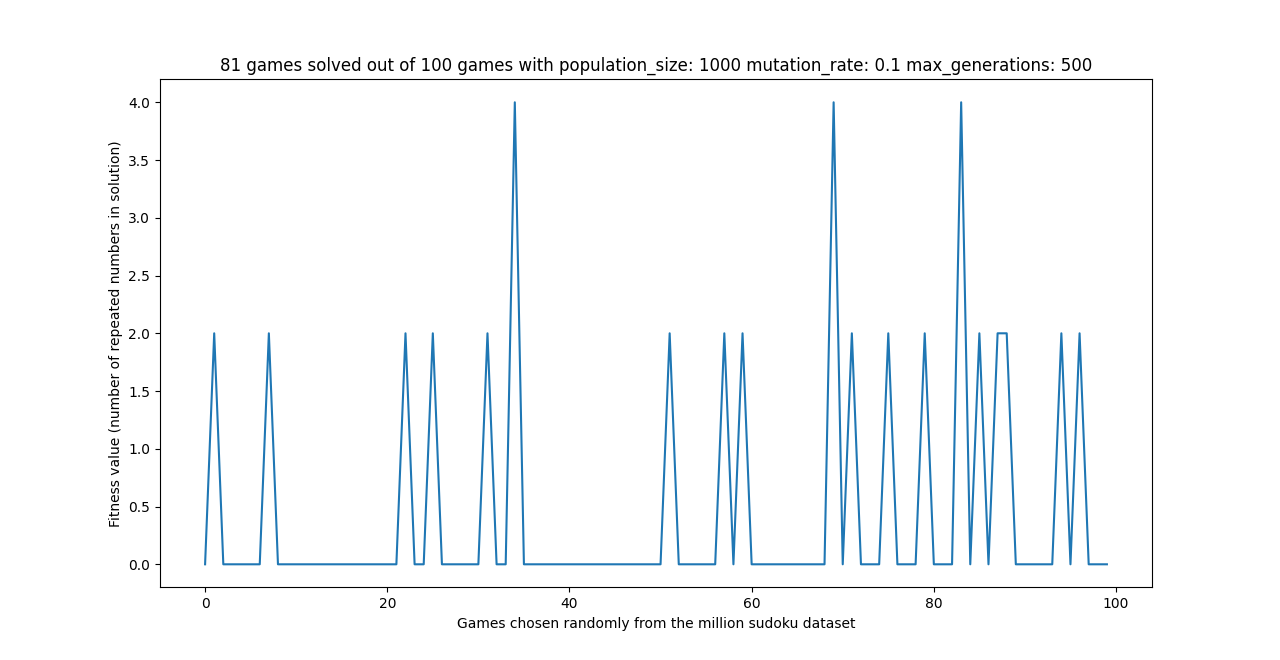 81 games solved out of 100 games with population_size: 1000 mutation_rate: 0.1 max_generations: 500
Fitness value (number of repeated numbers in solution)
4.0
3.5
3.0
2.5
2.0
1.5
1.0
0.5
0.0
0 20 40 60 80 100
Games chosen randomly from the million sudoku dataset